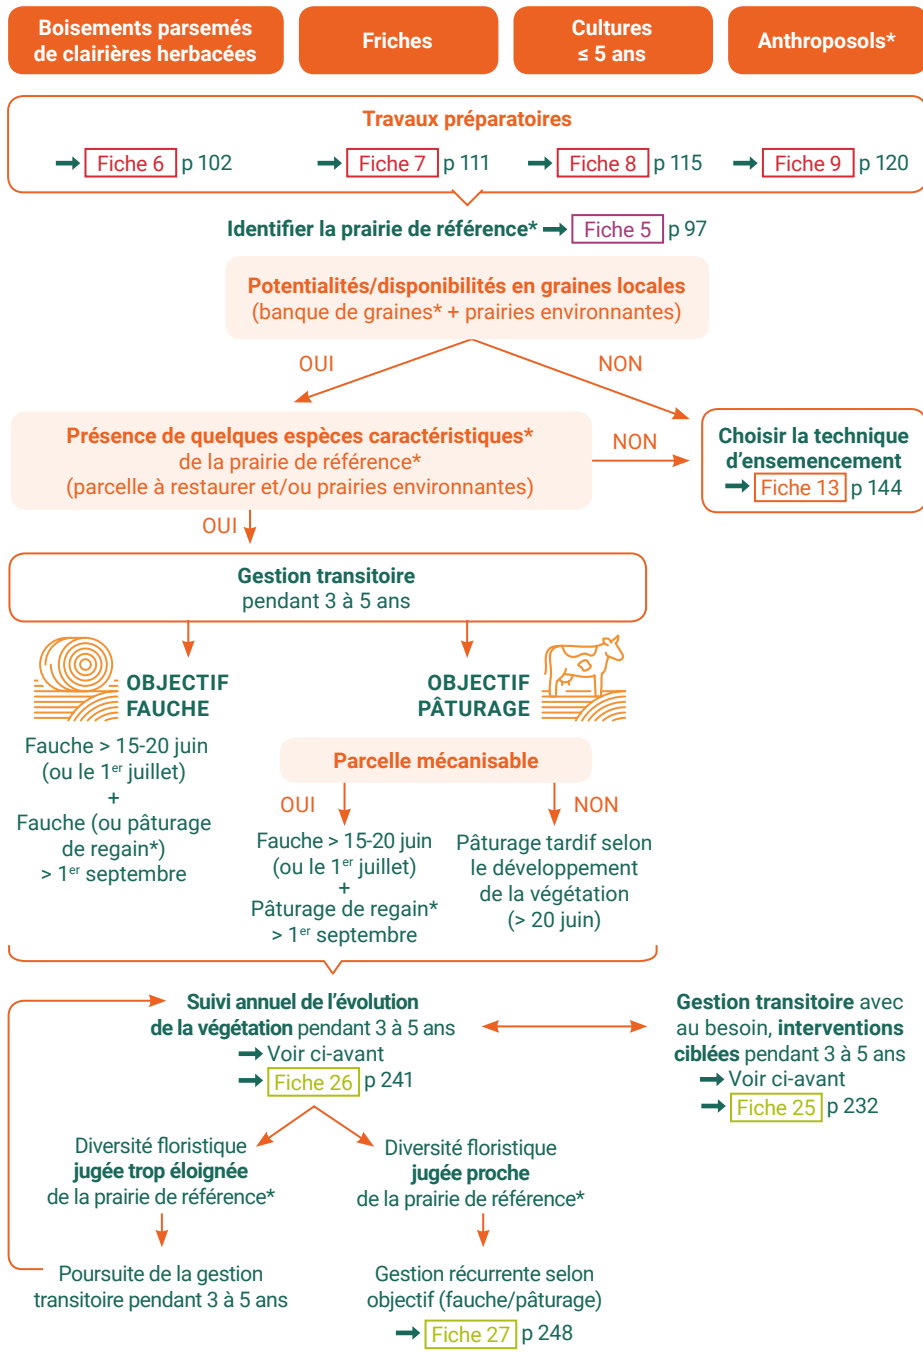 Boisements parsemés
de clairières herbacées
Friches
Cultures
≤ 5 ans
Anthroposols*
Travaux préparatoires
➞ Fiche 6 p 102
➞ Fiche 7 p 111
➞ Fiche 8 p 115
➞ Fiche 9 p 120
Identifier la prairie de référence* ➞ Fiche 5 p 97
Potentialités/disponibilités en graines locales
(banque de graines* + prairies environnantes)
OUI
NON
Présence de quelques espèces caractéristiques*
de la prairie de référence*
(parcelle à restaurer et/ou prairies environnantes)
NON
Choisir la technique
d'ensemencement
➞ Fiche 13 p 144
OUI
Gestion transitoire
pendant 3 à 5 ans
OBJECTIF
FAUCHE
OBJECTIF
PÂTURAGE
Fauche > 15-20 juin
(ou le 1er juillet)
+
Fauche (ou pâturage
de regain*)
> 1er septembre
Parcelle mécanisable
OUI
NON
Fauche > 15-20 juin
(ou le 1er juillet)
+
Pâturage de regain*
> 1er septembre
Pâturage tardif selon
le développement
de la végétation
(> 20 juin)
Suivi annuel de l'évolution
de la végétation pendant 3 à 5 ans
➞ Voir ci-avant
➞ Fiche 26 p 241
Gestion transitoire avec
au besoin, interventions
ciblées pendant 3 à 5 ans
➞ Voir ci-avant
➞ Fiche 25 p 232
Diversité floristique
jugée trop éloignée
de la prairie de référence*
Diversité floristique
jugée proche
de la prairie de référence*
Poursuite de la gestion
transitoire pendant 3 à 5 ans
Gestion récurrente selon
objectif (fauche/pâturage)
➞ Fiche 27 p 248